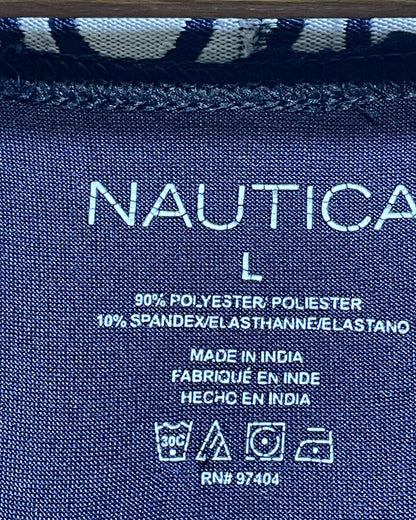 NAUTICA
L
90% POLYESTER/ POLIESTER
10% SPANDEX/ELASTHANNE/ELASTANO
MADE IN INDIA
FABRIQUÉ EN INDE
HECHO EN INDIA
30C
RN# 97404